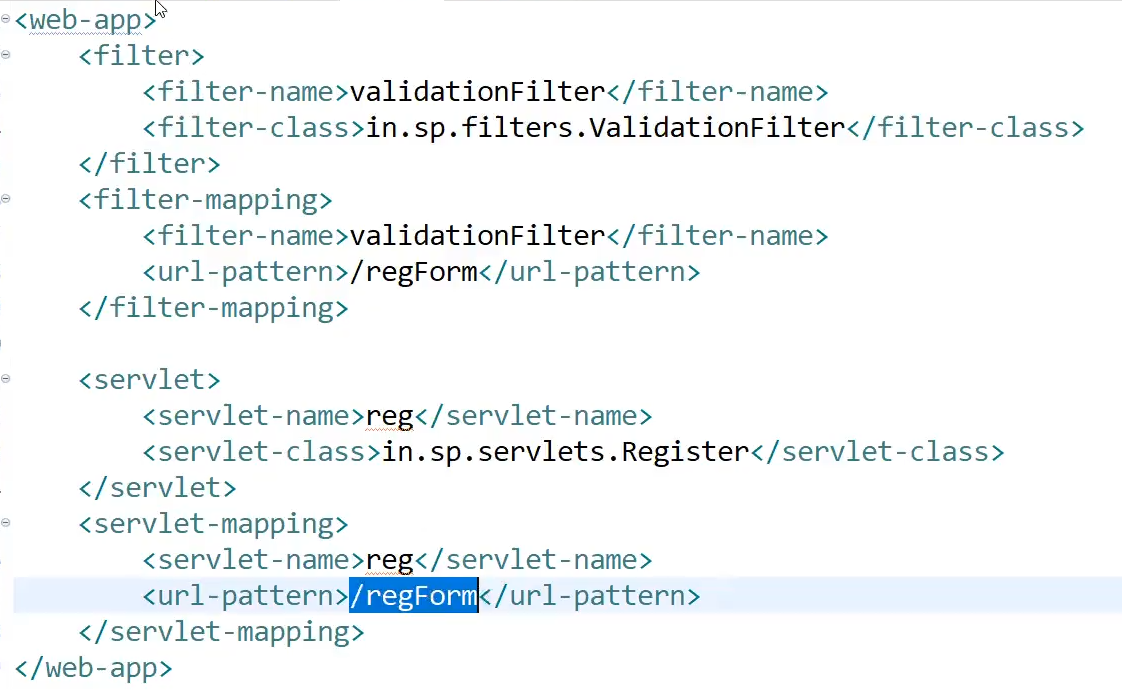 <web-app>
<filter>
<filter-name>validationFilter</filter-name>
<filter-class>in.sp.filters.ValidationFilter</filter-class>
</filter>
<filter-mapping>
<filter-name>validationFilter</filter-name>
<url-pattern>/regForm</url-pattern>
</filter-mapping>
<servlet>
<servlet-name>reg</servlet-name>
<servlet-class>in.sp.servlets.Register</servlet-class>
</servlet>
<servlet-mapping>
<servlet-name>reg</servlet-name>
<url-pattern>/regForm</url-pattern>
</servlet-mapping>
</web-app>